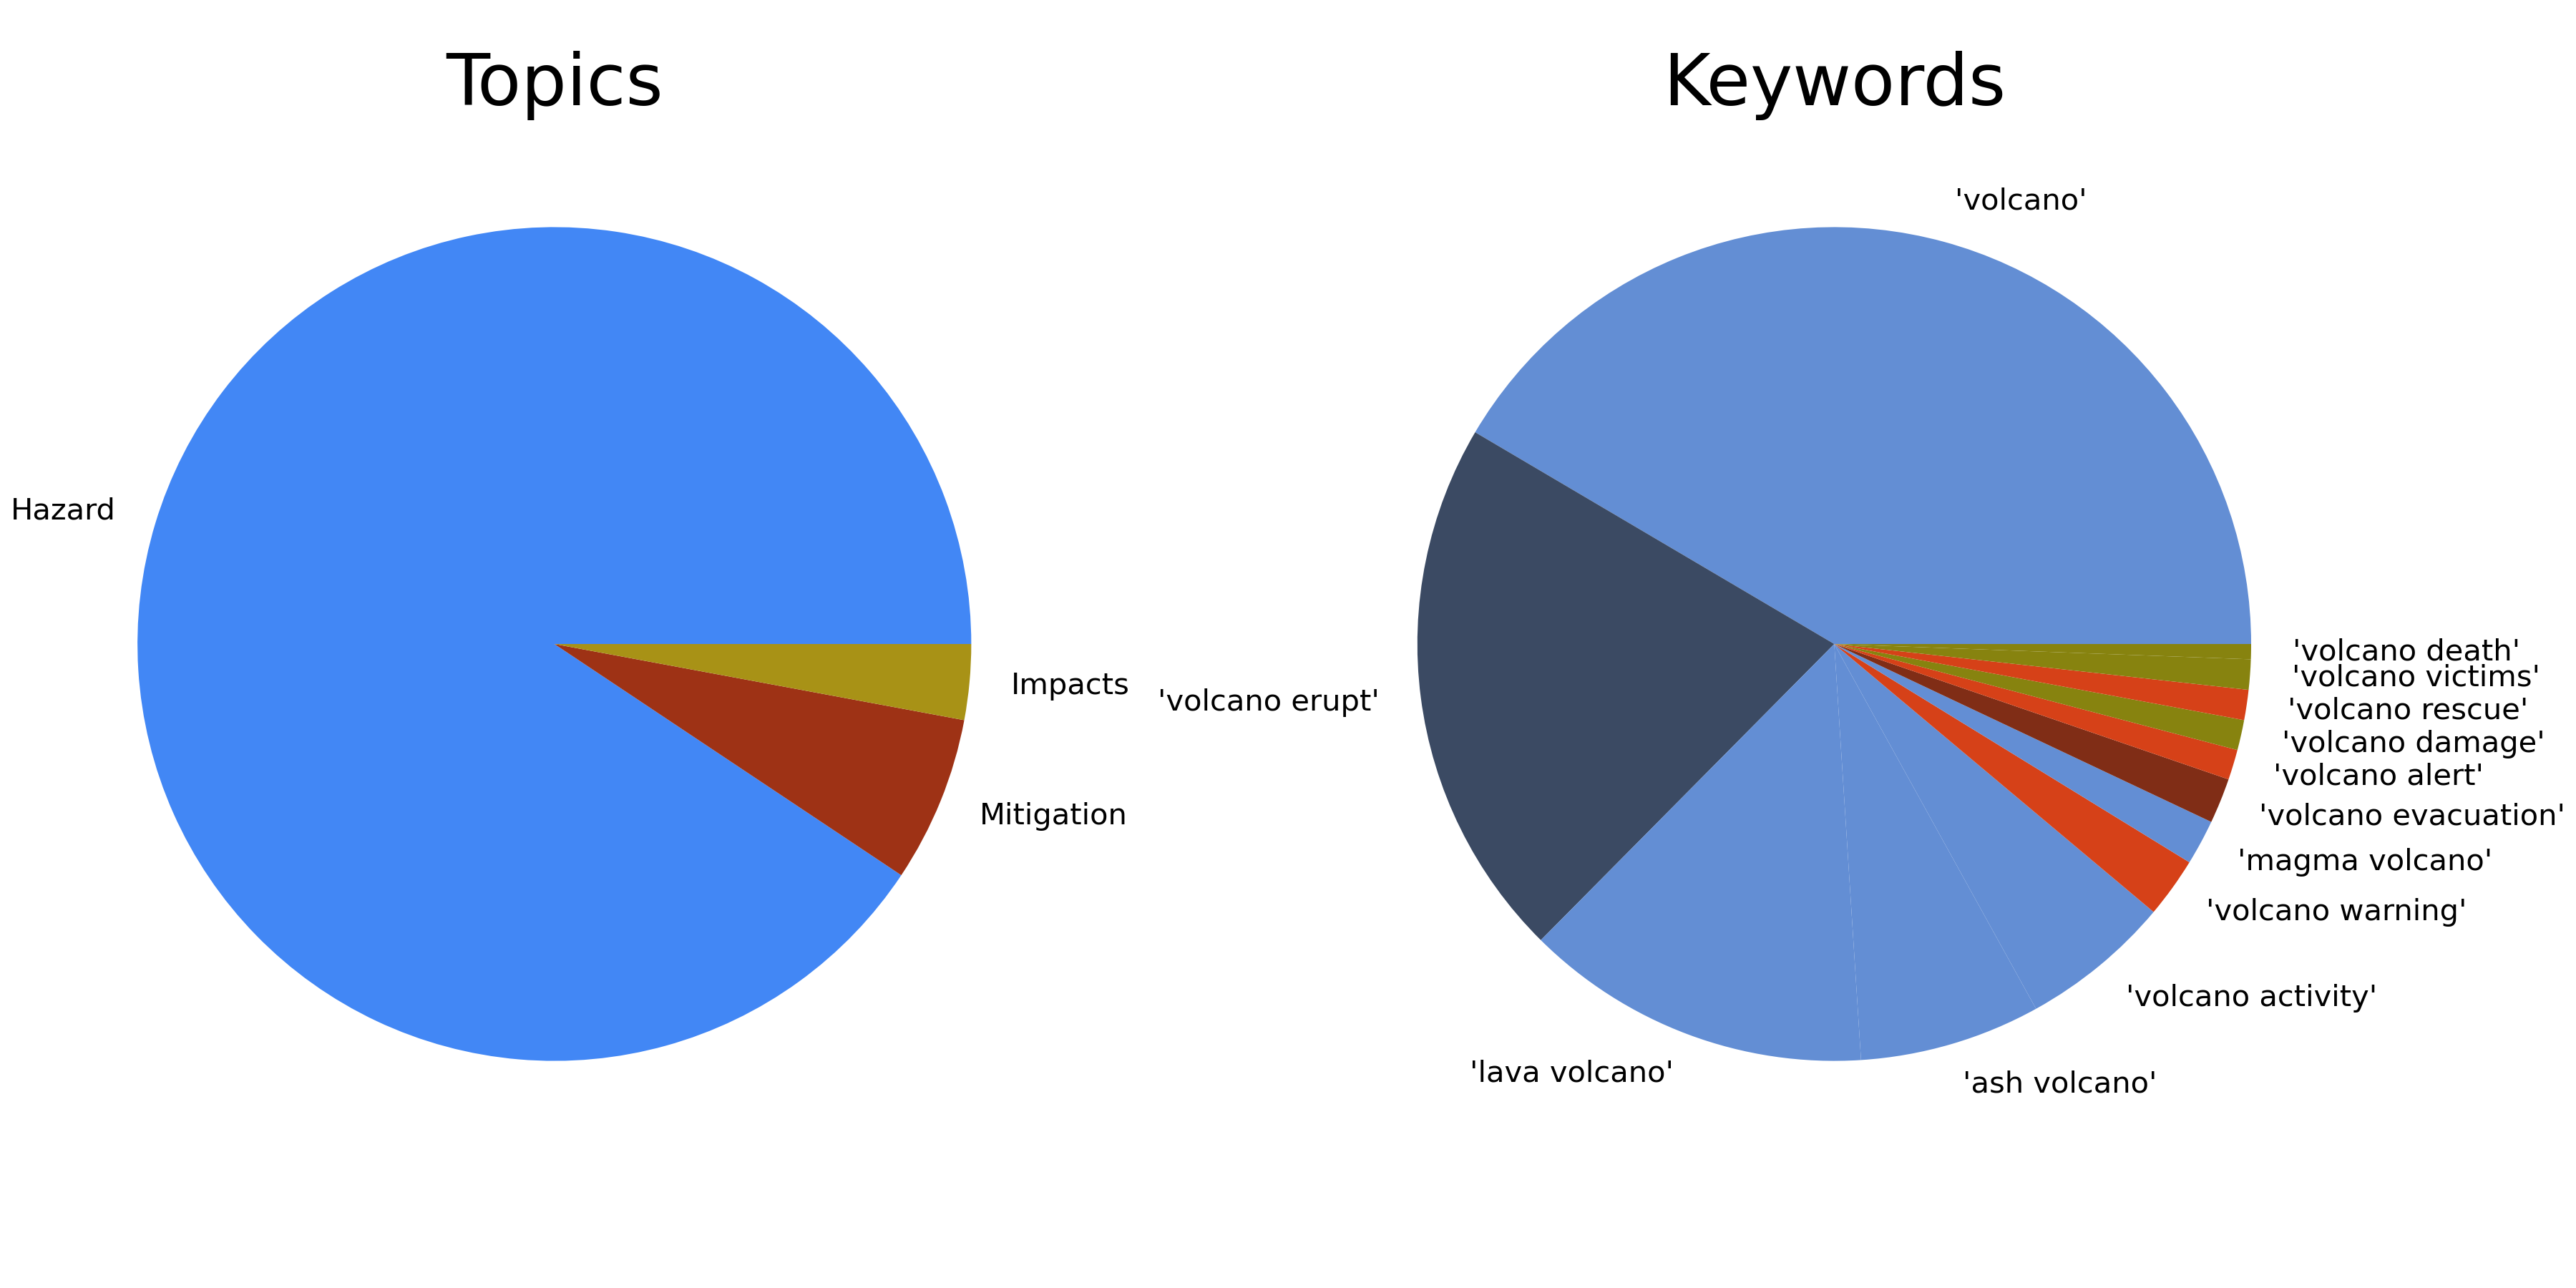 Topics
Hazard
Impacts
Mitigation
Keywords
'volcano'
'volcano erupt'
'lava volcano'
'ash volcano'
'volcano activity'
'volcano warning'
'magma volcano'
'volcano evacuation'
'volcano alert'
'volcano damage'
'volcano rescue'
'volcano victims'
'volcano death'